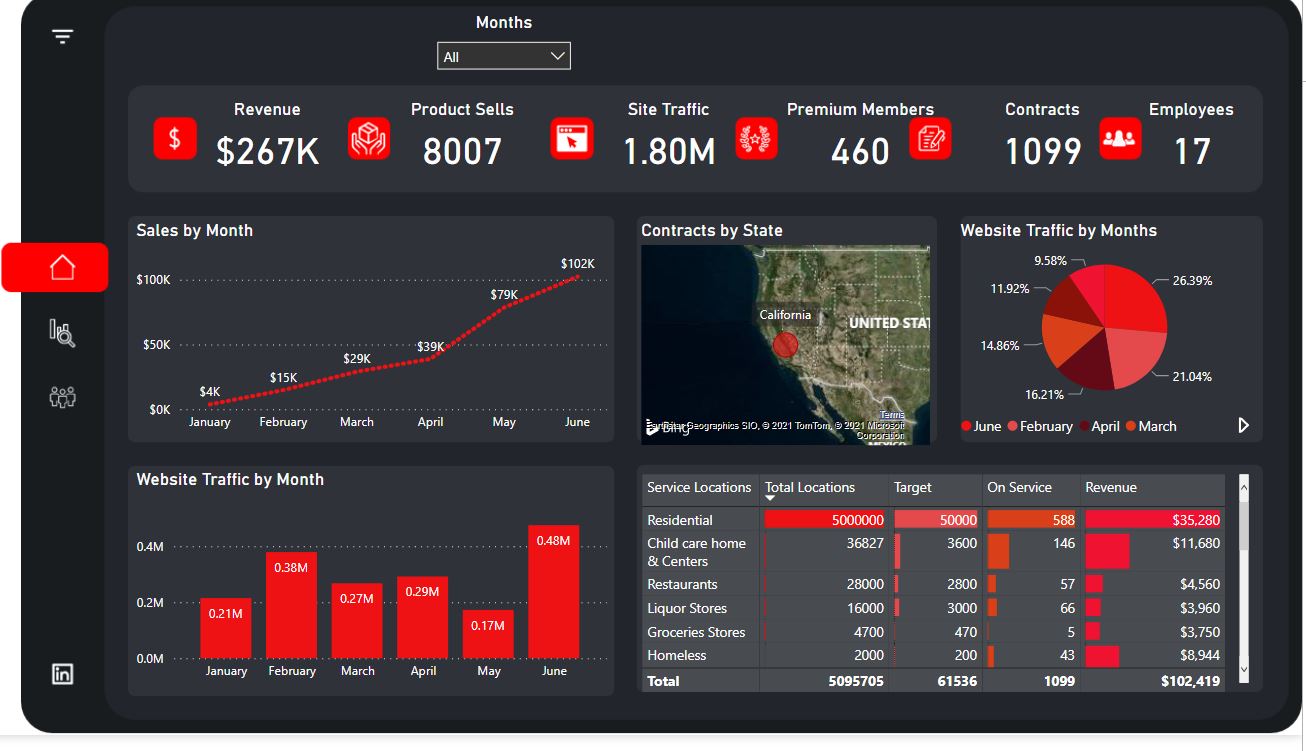 Months
All
Revenue
$267K
Product Sells
8007
Site Traffic
1.80M
Premium Members
460
Contracts
1099
Employees
17
Sales by Month
$100K
$50K
$0K
$4K
$15K
$29K
$39K
$79K
$102K
January February March April May June
Contracts by State
California
UNITED STAT
Terms
Earthstar Geographics SIO, © 2021 TomTom, © 2021 Microsoft
Corporation
MEXICO
Bing
Website Traffic by Months
9.58%
26.39%
11.92%
14.86%
21.04%
16.21%
June February April March
Website Traffic by Month
0.4M
0.2M
0.0M
0.21M
0.38M
0.27M
0.29M
0.17M
0.48M
January February March April May June
Service Locations Total Locations Target On Service Revenue
Residential 5000000 50000 588 $35,280
Child care home
& Centers 36827 3600 146 $11,680
Restaurants 28000 2800 57 $4,560
Liquor Stores 16000 3000 66 $3,960
Groceries Stores 4700 470 5 $3,750
Homeless 2000 200 43 $8,944
Total 5095705 61536 1099 $102,419
in